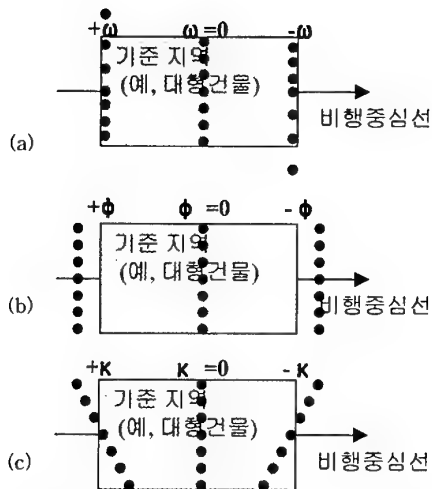 +ω ω=0 -ω
기준 지역
(예, 대형건물)
비행중심선
(a)
+Φ Φ =0 -Φ
기준 지역
(예, 대형건물)
비행중심선
(b)
+κ κ =0 -κ
기준 지역
(예, 대형건물)
비행중심선
(c)